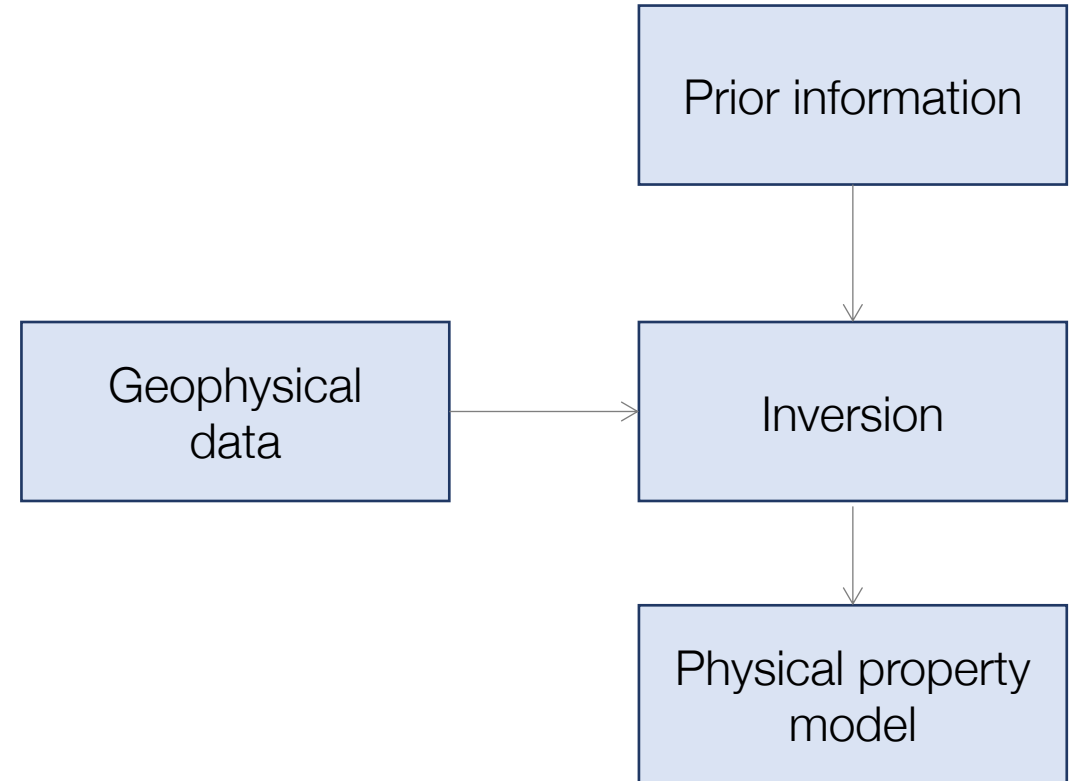 Prior information
Geophysical
data
Inversion
Physical property
model